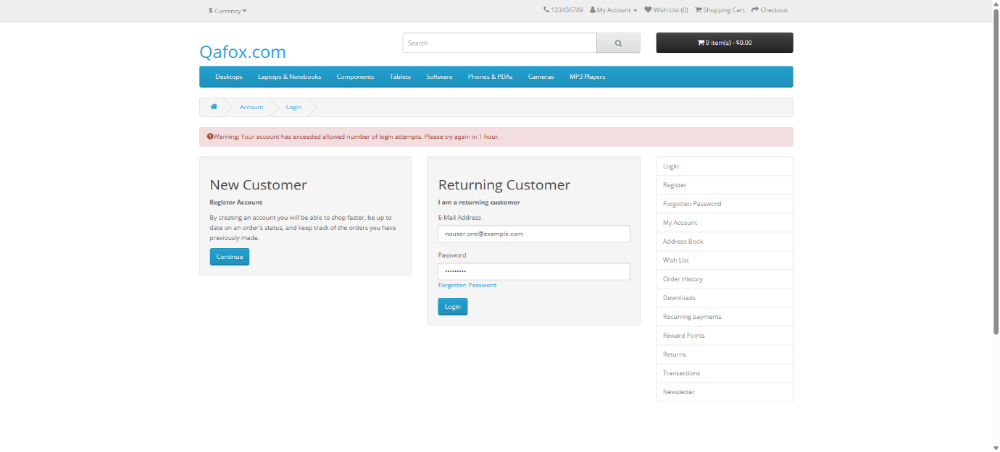 $ Currency
123456789 My Account Wish List (0) Shopping Cart Checkout
Qafox.com
Search
0 item(s) - $0.00
Desktops Laptops & Notebooks Components Tablets Software Phones & PDAs Cameras MP3 Players
Account Login
Warning: Your account has exceeded allowed number of login attempts. Please try again in 1 hour.
New Customer
Register Account
By creating an account you will be able to shop faster, be up to
date on an order's status, and keep track of the orders you have
previously made.
Continue
Returning Customer
I am a returning customer
E-Mail Address
nouser.one@example.com
Password
•••••••••
Forgotten Password
Login
Login
Register
Forgotten Password
My Account
Address Book
Wish List
Order History
Downloads
Recurring payments
Reward Points
Returns
Transactions
Newsletter